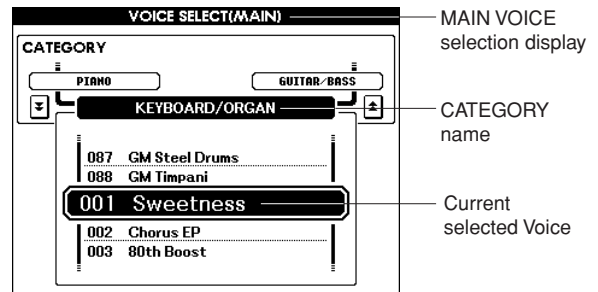 VOICE SELECT(MAIN)
MAIN VOICE
selection display
CATEGORY
PIANO
GUITAR/BASS
KEYBOARD/ORGAN
CATEGORY
name
087 GM Steel Drums
088 GM Timpani
001 Sweetness
Current
selected Voice
002 Chorus EP
003 80th Boost